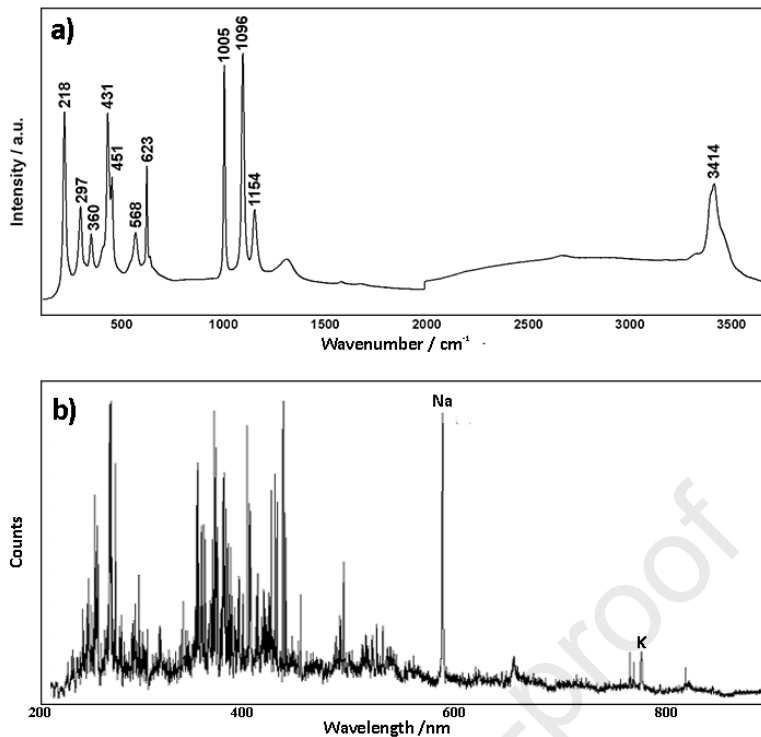 a)
218
297
360
431
451
568
623
1005
1096
1154
3414
Intensity / a.u.
500 1000 1500 2000 2500 3000 3500
Wavenumber / cm⁻¹
b)
Na
K
Counts
200 400 600 800
Wavelength /nm
-proof